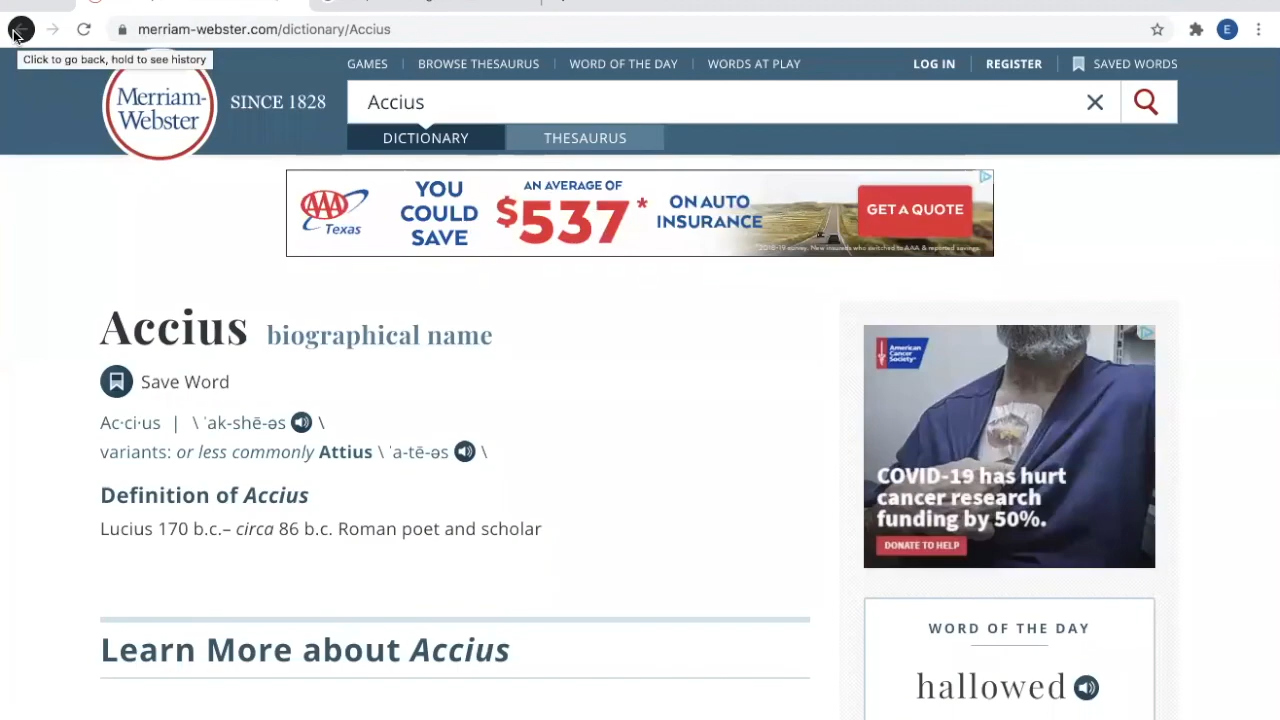 merriam-webster.com/dictionary/Accius
E
Click to go back, hold to see history
GAMES | BROWSE THESAURUS | WORD OF THE DAY | WORDS AT PLAY
LOG IN | REGISTER SAVED WORDS
Merriam-
Webster
SINCE 1828
Accius
DICTIONARY THESAURUS
AAA
Texas
YOU
COULD
SAVE
AN AVERAGE OF
$537*
ON AUTO
INSURANCE
GET A QUOTE
Accius biographical name
Save Word
Ac·​ci·​us | \ ˈak-shē-əs \
variants: or less commonly Attius \ ˈa-tē-əs \
Definition of Accius
Lucius 170 b.c.– circa 86 b.c. Roman poet and scholar
Learn More about Accius
American
Cancer
Society
COVID-19 has hurt
cancer research
funding by 50%.
DONATE TO HELP
WORD OF THE DAY
hallowed